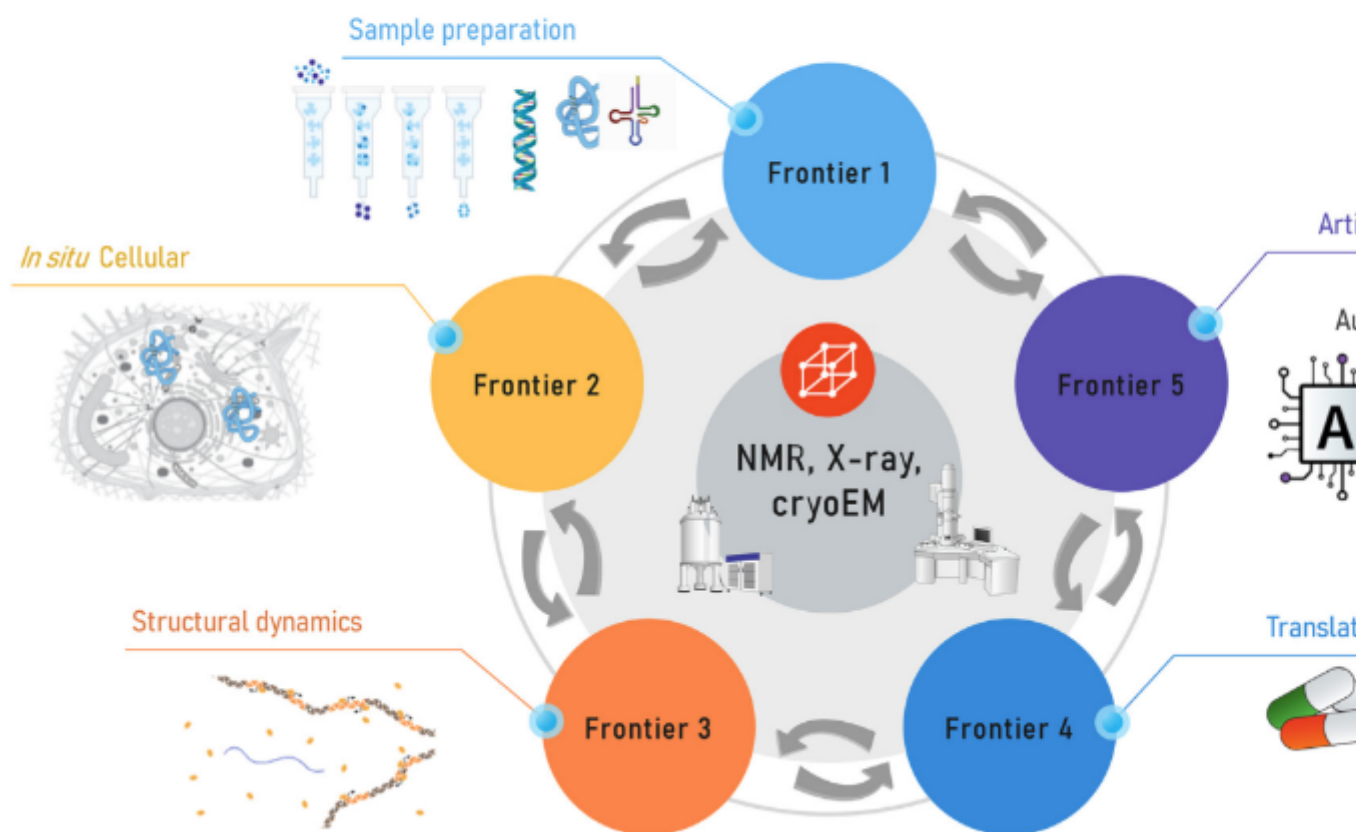 Sample preparation
Frontier 1
In situ Cellular
Frontier 2
Frontier 5
NMR, X-ray,
cryoEM
Structural dynamics
Frontier 3
Frontier 4